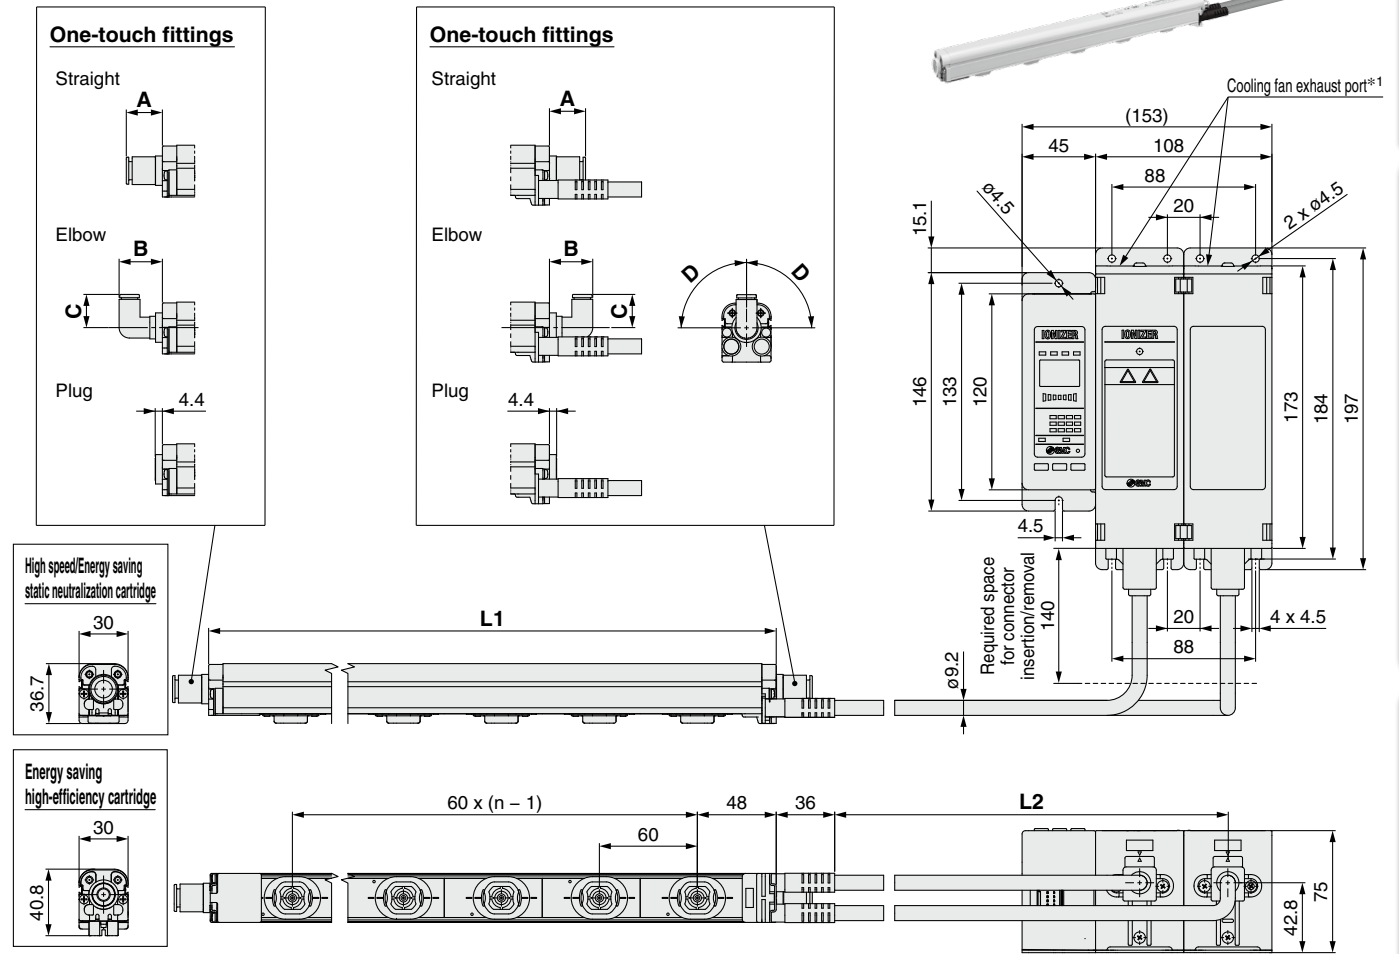 One-touch fittings
Straight
A
Elbow
B
C
Plug
4.4
One-touch fittings
Straight
A
Elbow
B
C
D
D
Plug
4.4
Cooling fan exhaust port*1
(153)
45
108
88
20
ø4.5
2 x ø4.5
15.1
146
133
120
173
184
197
IONIZER
SMC
IONIZER
SMC
4.5
Required space
for connector
insertion/removal
140
20
4 x 4.5
88
ø9.2
High speed/Energy saving
static neutralization cartridge
30
36.7
L1
Energy saving
high-efficiency cartridge
30
40.8
60 x (n − 1)
48
36
L2
60
42.8
75